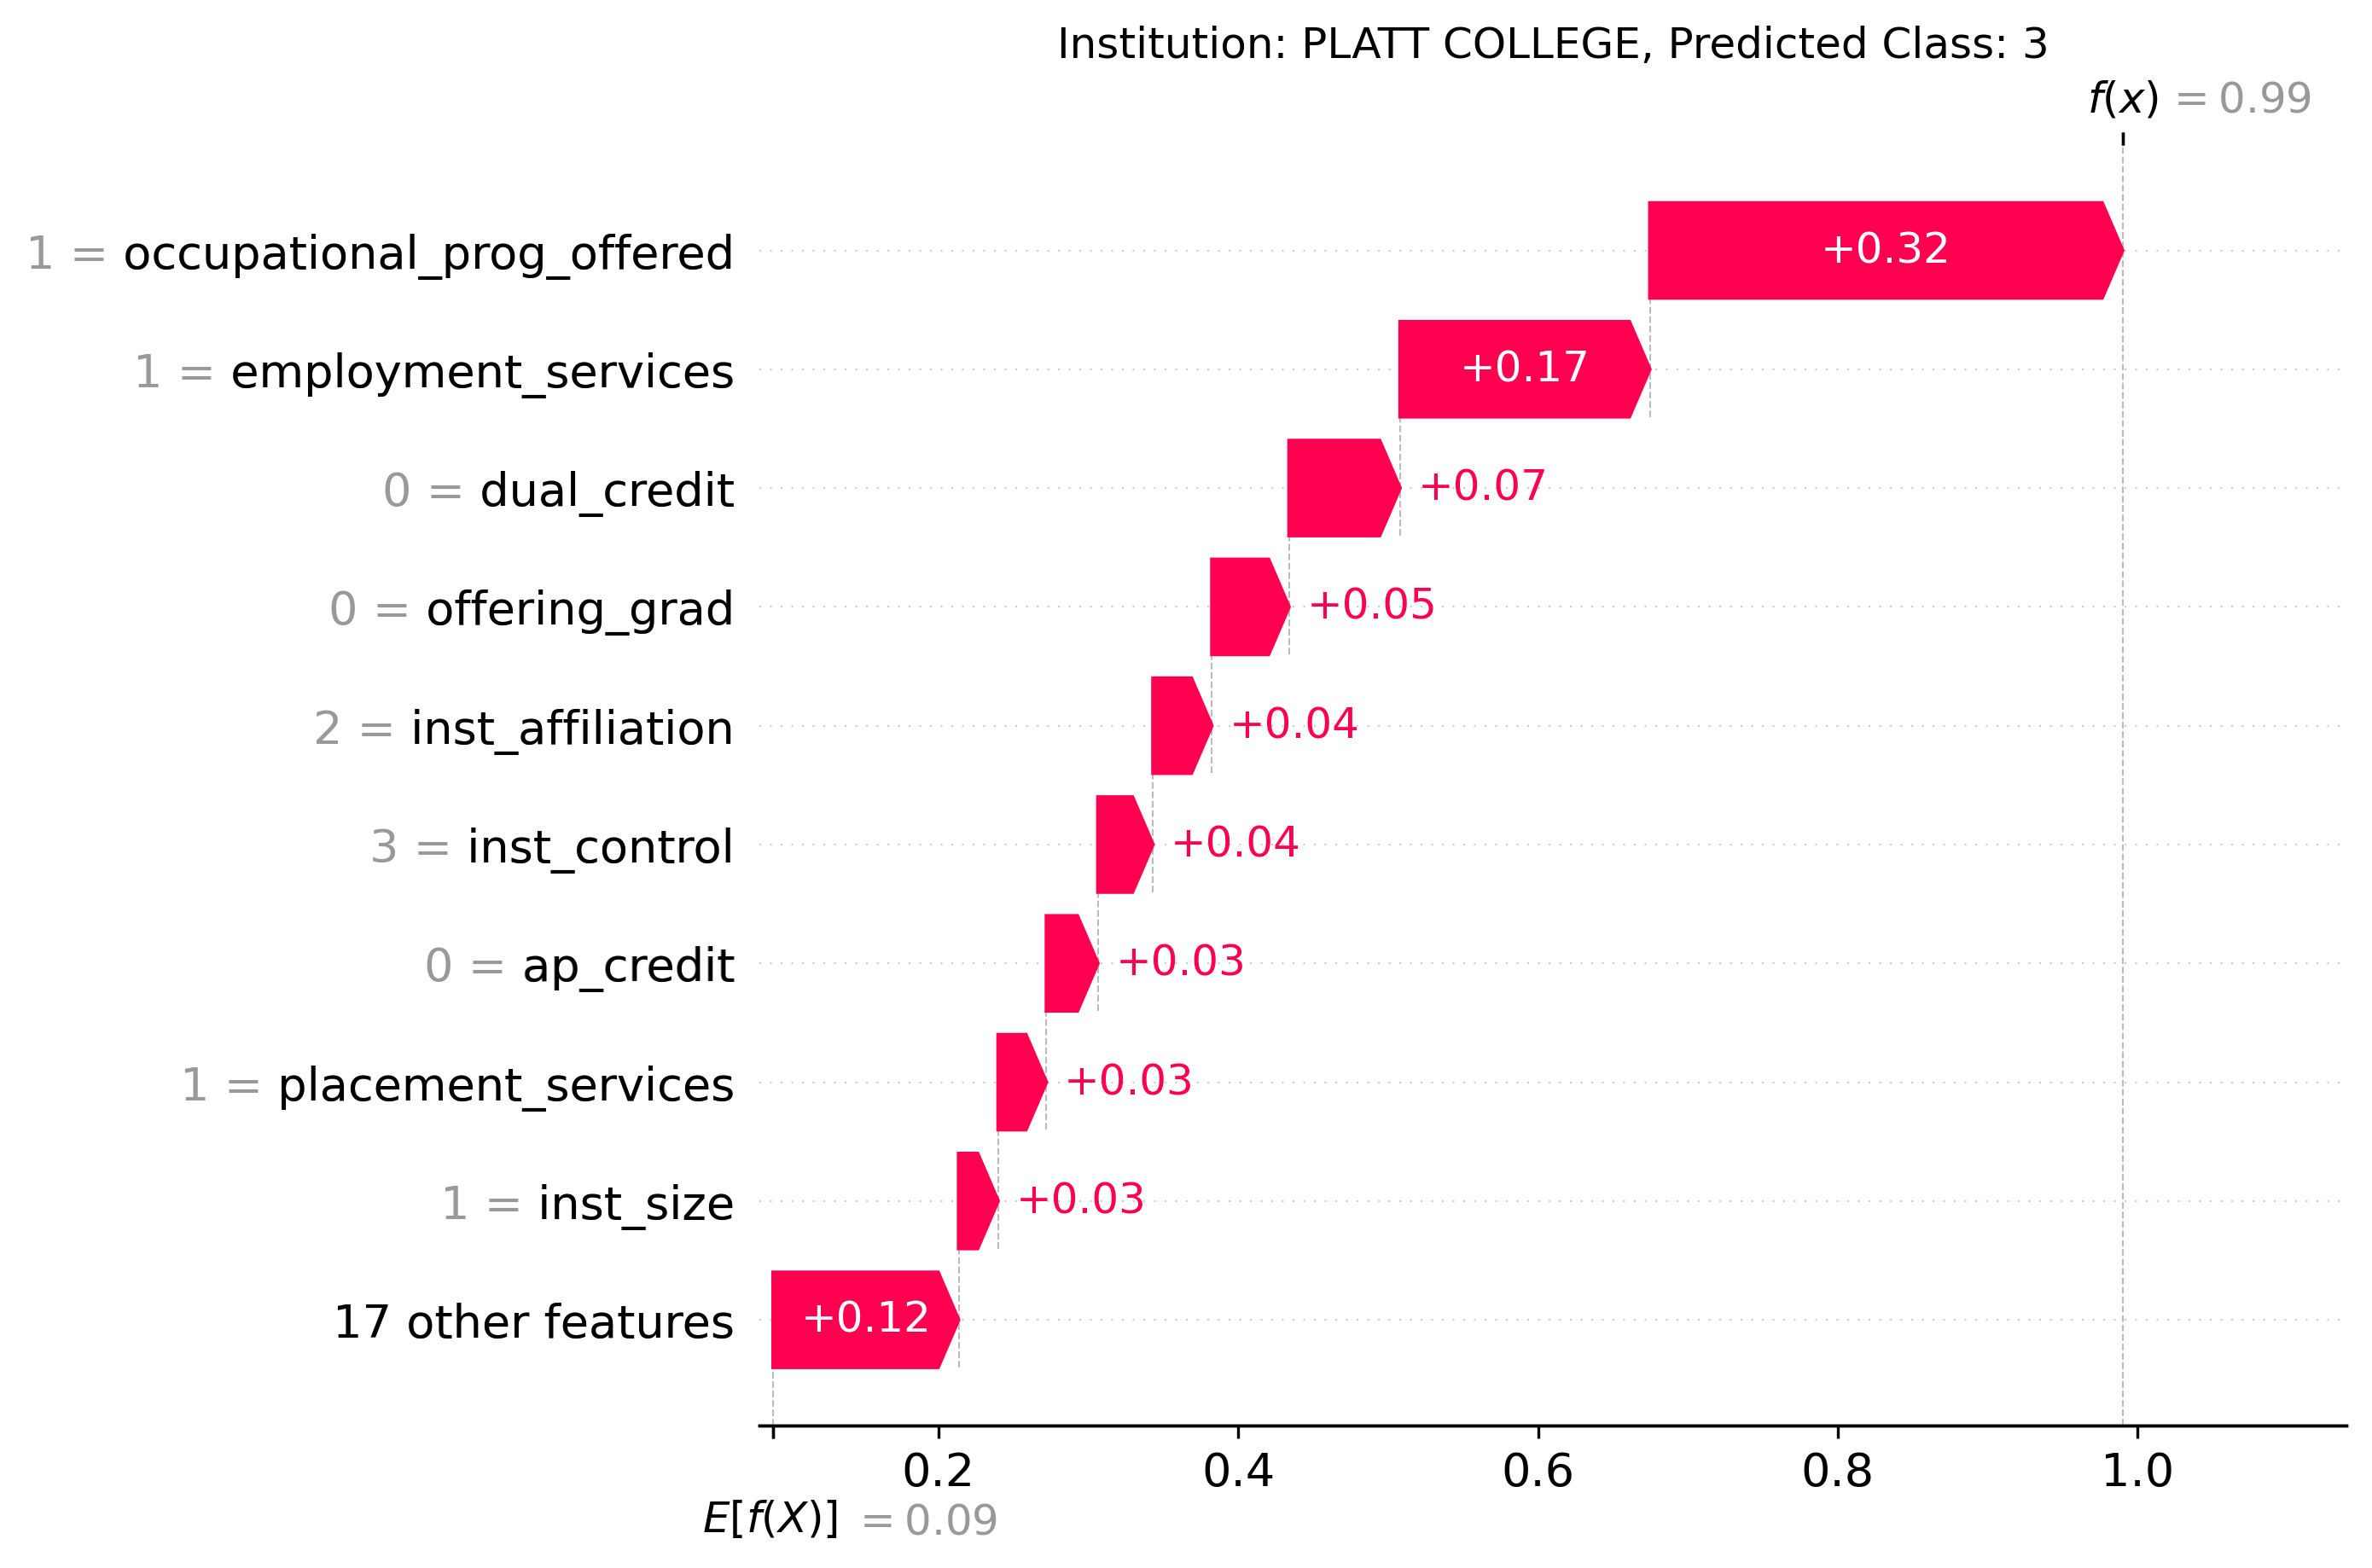 Institution: PLATT COLLEGE, Predicted Class: 3
f(x) = 0.99
1 = occupational_prog_offered +0.32
1 = employment_services +0.17
0 = dual_credit +0.07
0 = offering_grad +0.05
2 = inst_affiliation +0.04
3 = inst_control +0.04
0 = ap_credit +0.03
1 = placement_services +0.03
1 = inst_size +0.03
17 other features +0.12
0.2 0.4 0.6 0.8 1.0
E[f(X)] = 0.09